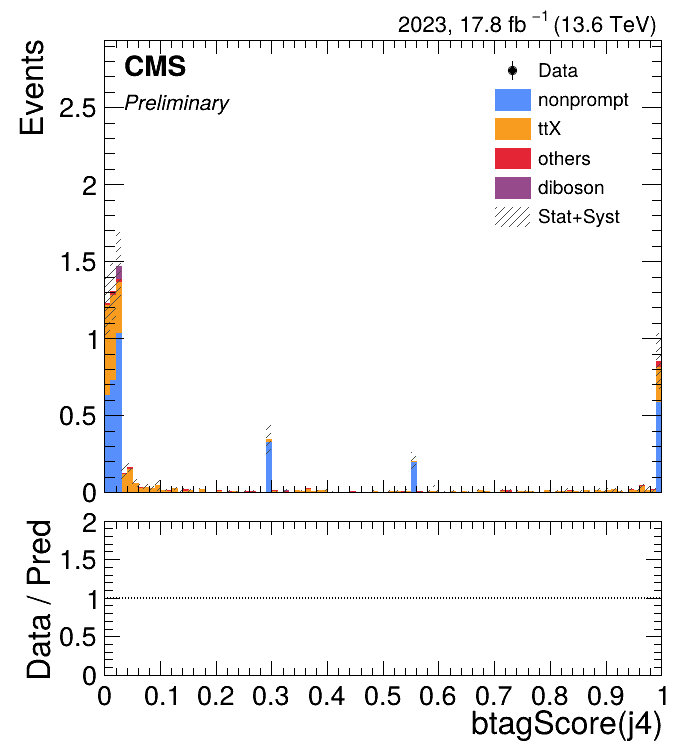 2023, 17.8 fb⁻¹ (13.6 TeV)
CMS
Preliminary
Data
nonprompt
ttX
others
diboson
Stat+Syst
Events
2.5
2
1.5
1
0.5
0
Data / Pred
2
1.5
1
0.5
0
0 0.1 0.2 0.3 0.4 0.5 0.6 0.7 0.8 0.9 1
btagScore(j4)